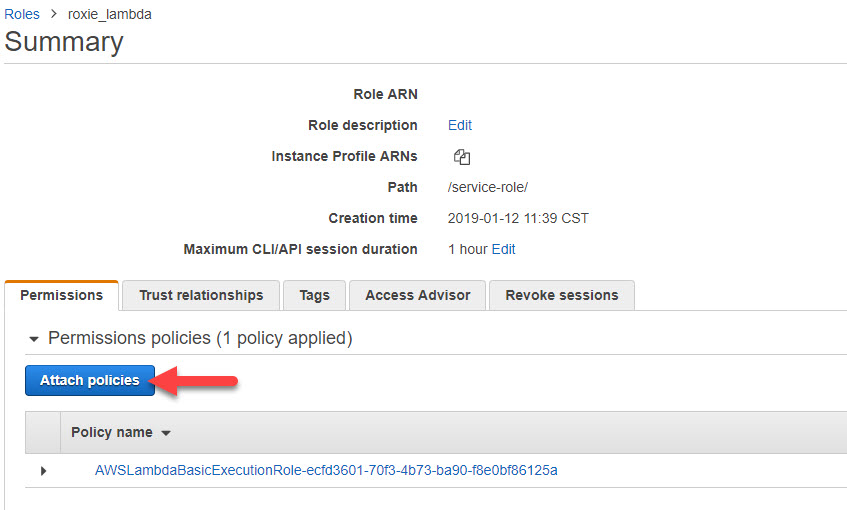 Roles > roxie_lambda
Summary
Role ARN
Role description Edit
Instance Profile ARNs
Path /service-role/
Creation time 2019-01-12 11:39 CST
Maximum CLI/API session duration 1 hour Edit
Permissions Trust relationships Tags Access Advisor Revoke sessions
Permissions policies (1 policy applied)
Attach policies
Policy name
AWSLambdaBasicExecutionRole-ecfd3601-70f3-4b73-ba90-f8e0bf86125a